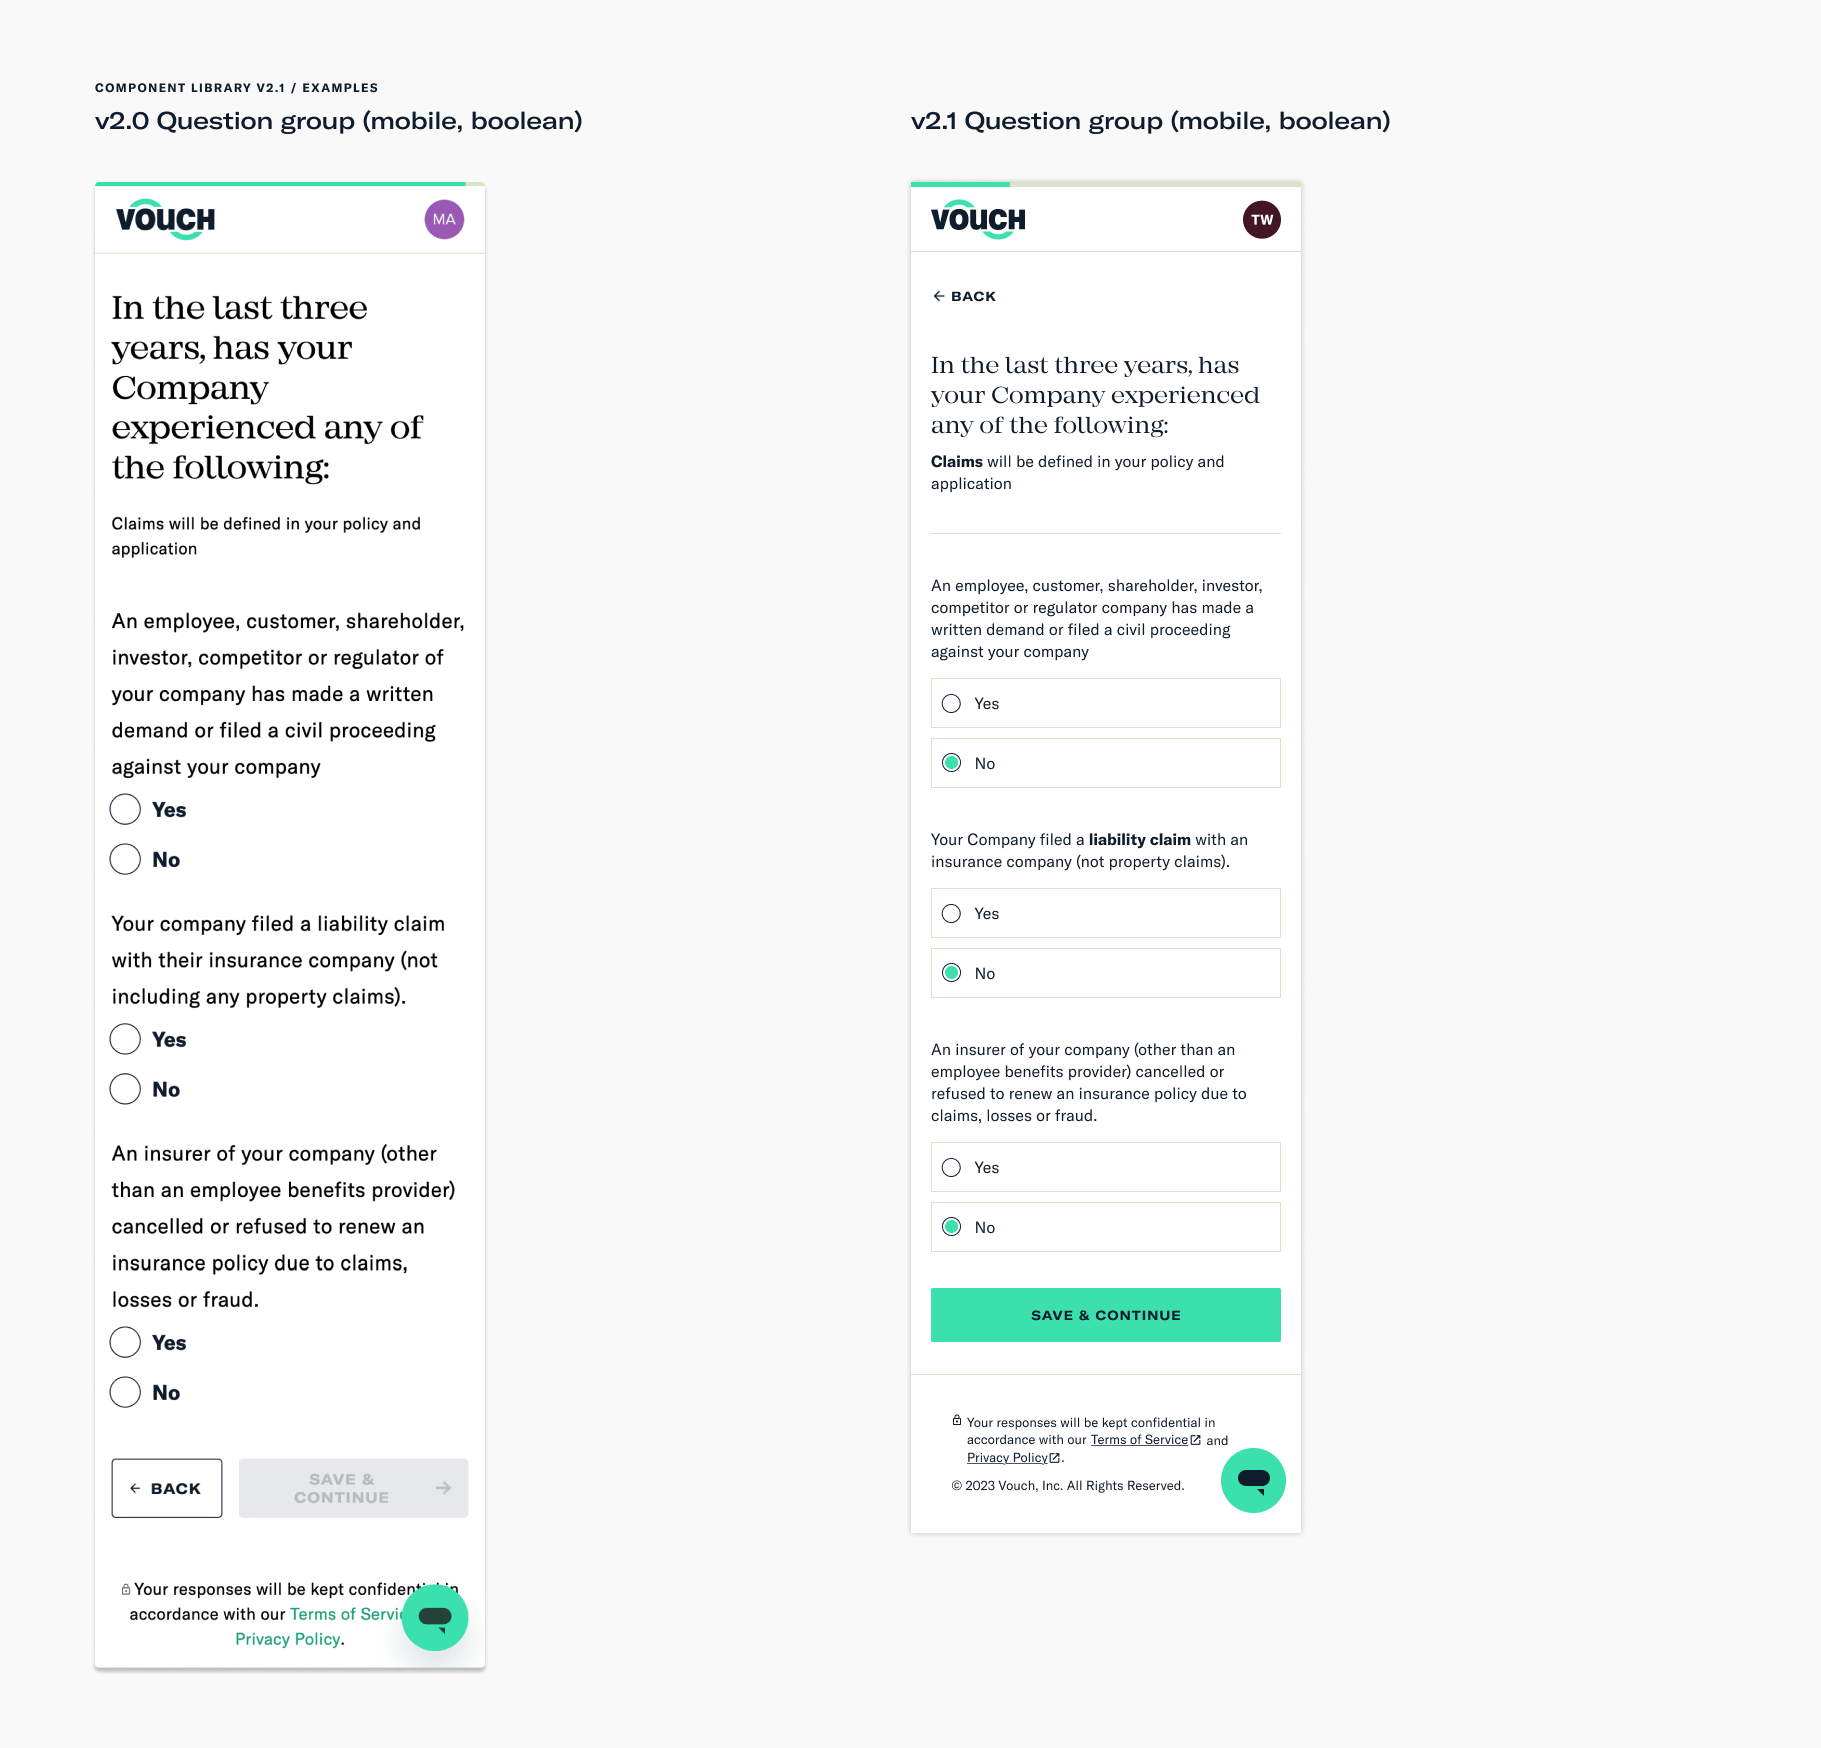 COMPONENT LIBRARY V2.1 / EXAMPLES
v2.0 Question group (mobile, boolean)
VOUCH
MA
In the last three
years, has your
Company
experienced any of
the following:
Claims will be defined in your policy and
application
An employee, customer, shareholder,
investor, competitor or regulator of
your company has made a written
demand or filed a civil proceeding
against your company
Yes
No
Your company filed a liability claim
with their insurance company (not
including any property claims).
Yes
No
An insurer of your company (other
than an employee benefits provider)
cancelled or refused to renew an
insurance policy due to claims,
losses or fraud.
Yes
No
← BACK
SAVE &
CONTINUE →
Your responses will be kept confidential in
accordance with our Terms of Servic
Privacy Policy.
v2.1 Question group (mobile, boolean)
VOUCH
TW
← BACK
In the last three years, has
your Company experienced
any of the following:
Claims will be defined in your policy and
application
An employee, customer, shareholder, investor,
competitor or regulator company has made a
written demand or filed a civil proceeding
against your company
Yes
No
Your Company filed a liability claim with an
insurance company (not property claims).
Yes
No
An insurer of your company (other than an
employee benefits provider) cancelled or
refused to renew an insurance policy due to
claims, losses or fraud.
Yes
No
SAVE & CONTINUE
Your responses will be kept confidential in
accordance with our Terms of Service and
Privacy Policy.
© 2023 Vouch, Inc. All Rights Reserved.